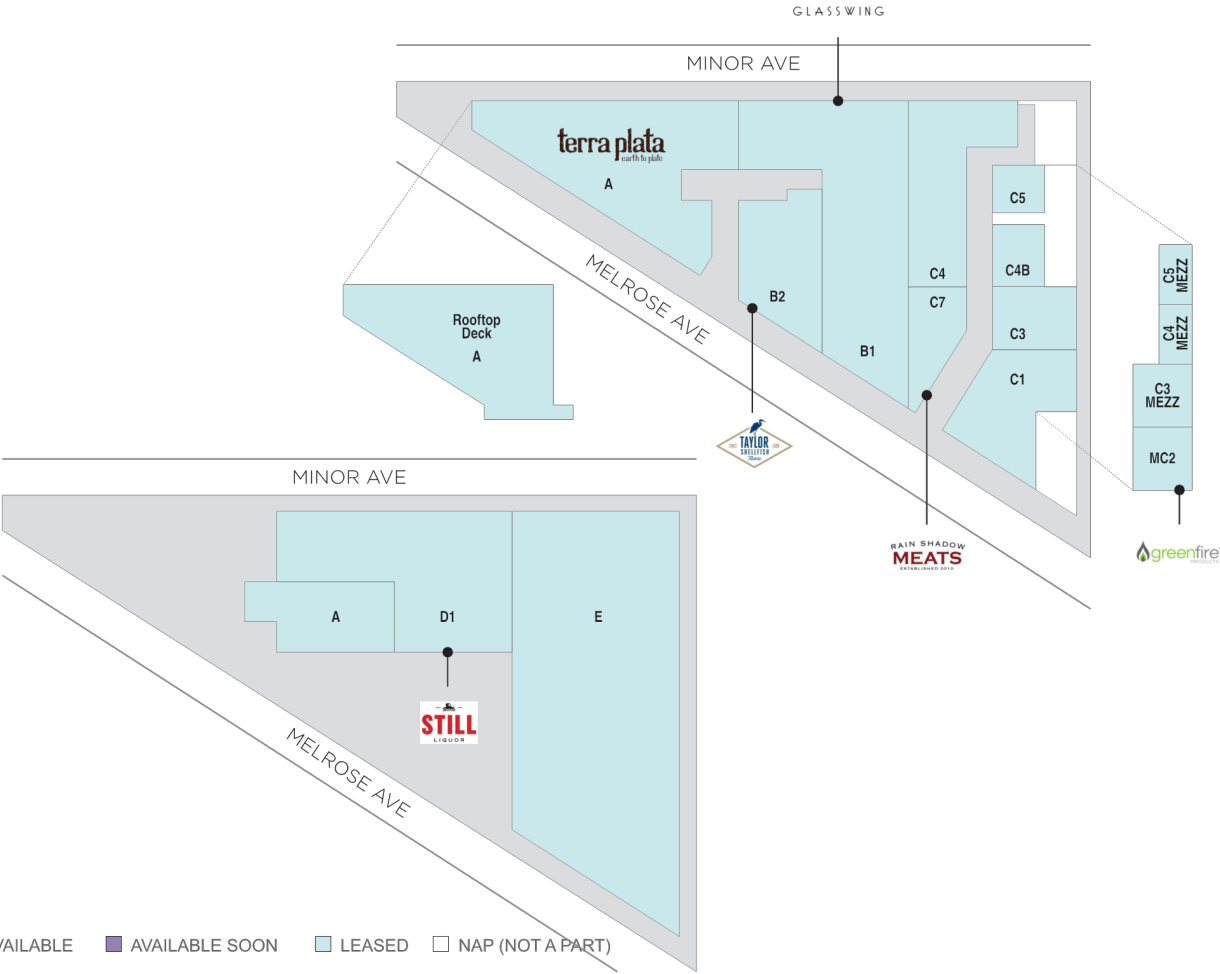 GLASSWING
MINOR AVE
terra plata
earth to plate
A
C5
C5
MEZZ
MELROSE AVE
C4
C4B
B2
C7
Rooftop
Deck
A
C4
MEZZ
C3
B1
C1
C3
MEZZ
TAYLOR
SHELLFISH
Farms
MC2
MINOR AVE
RAIN SHADOW
MEATS
ESTABLISHED 2010
greenfire
PRODUCTS
A
D1
E
STILL
LIQUOR
MELROSE AVE
VAILABLE
AVAILABLE SOON
LEASED
NAP (NOT A PART)